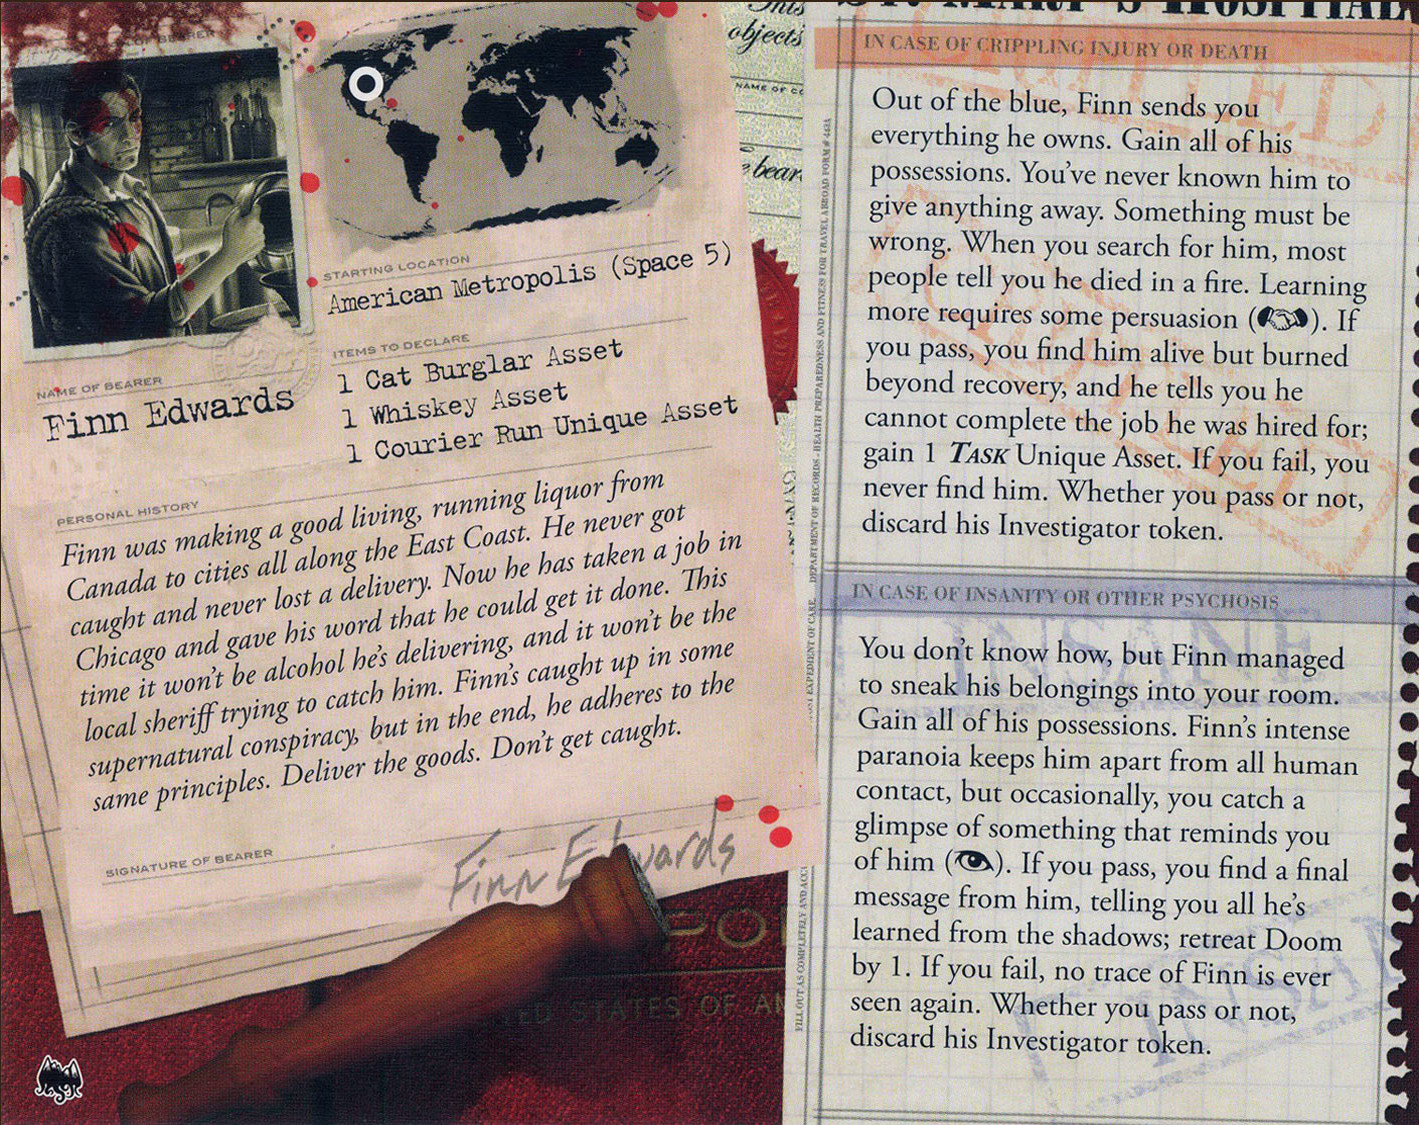 STARTING LOCATION
American Metropolis (Space 5)
ITEMS TO DECLARE
1 Cat Burglar Asset
1 Whiskey Asset
1 Courier Run Unique Asset
NAME OF BEARER
Finn Edwards
PERSONAL HISTORY
Finn was making a good living, running liquor from
Canada to cities all along the East Coast. He never got
caught and never lost a delivery. Now he has taken a job in
Chicago and gave his word that he could get it done. This
time it won't be alcohol he's delivering, and it won't be the
local sheriff trying to catch him. Finn's caught up in some
supernatural conspiracy, but in the end, he adheres to the
same principles. Deliver the goods. Don't get caught.
SIGNATURE OF BEARER
Finn Edwards
STATES OF
This
objects
NAME OF
bear
ST. MARY'S HOSPITAL
IN CASE OF CRIPPLING INJURY OR DEATH
Out of the blue, Finn sends you
everything he owns. Gain all of his
possessions. You've never known him to
give anything away. Something must be
wrong. When you search for him, most
people tell you he died in a fire. Learning
more requires some persuasion ( ). If
you pass, you find him alive but burned
beyond recovery, and he tells you he
cannot complete the job he was hired for;
gain 1 TASK Unique Asset. If you fail, you
never find him. Whether you pass or not,
discard his Investigator token.
IN CASE OF INSANITY OR OTHER PSYCHOSIS
INSANE
You don't know how, but Finn managed
to sneak his belongings into your room.
Gain all of his possessions. Finn's intense
paranoia keeps him apart from all human
contact, but occasionally, you catch a
glimpse of something that reminds you
of him ( ). If you pass, you find a final
message from him, telling you all he's
learned from the shadows; retreat Doom
by 1. If you fail, no trace of Finn is ever
seen again. Whether you pass or not,
discard his Investigator token.